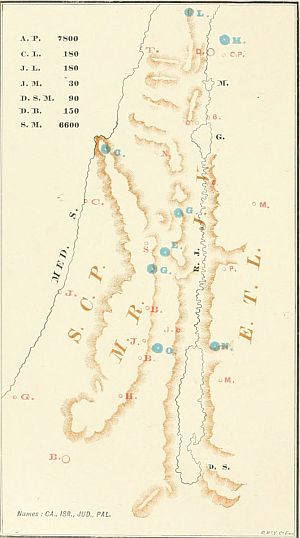 A. P. 7800
C. L. 180
J. L. 180
J. M. 30
D. S. M. 90
D. B. 150
S. M. 6600
L.
M.
T.
D.
C.P.
M.
B.
G.
C.
N.
C.
G.
M.
MED. S.
S.
E.
G.
R. J.
P.
J.
S. C. P.
M. R.
E. T. L.
B.
J.
J.b
B.
O.
N.
M.
G.
H.
B.
D. S.
Names : CA., ISR., JUD., PAL.